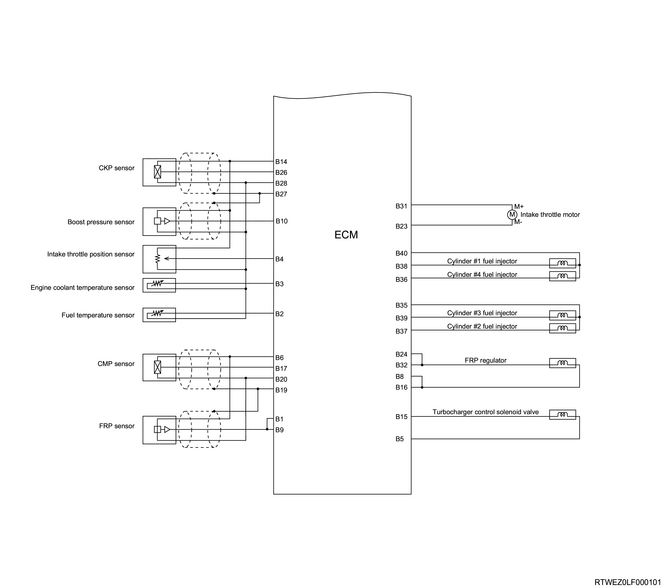 CKP sensor
B14
B26
B28
B27
Boost pressure sensor
B10
Intake throttle position sensor
B4
Engine coolant temperature sensor
B3
Fuel temperature sensor
B2
CMP sensor
B6
B17
B20
B19
FRP sensor
B1
B9
ECM
B31
M+
M
Intake throttle motor
M-
B23
B40
B38
Cylinder #1 fuel injector
B36
Cylinder #4 fuel injector
B35
B39
Cylinder #3 fuel injector
B37
Cylinder #2 fuel injector
B24
B32
FRP regulator
B8
B16
B15
Turbocharger control solenoid valve
B5
RTWEZ0LF000101